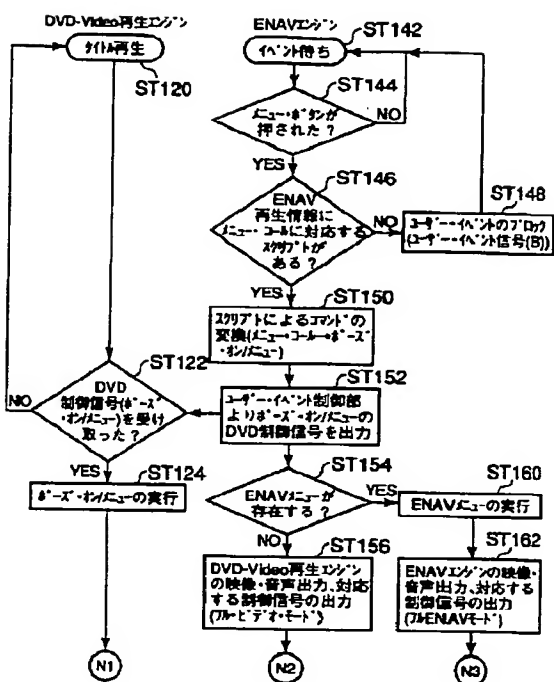 DVD-Video再生エンジン
タイトル再生
ST120
ENAVエンジン
イベント待ち
ST142
ST144
メニュー・ボタンが
押された？
NO
YES
ST146
ENAV
再生情報に
メニュー・コールに対応する
スクリプトが
ある？
NO
ST148
ユーザー・イベントのブロック
(ユーザー・イベント信号(B))
YES
ST150
スクリプトによるコマンドの
変換(メニュー・コール→ポーズ・
オン/メニュー)
ST122
NO
DVD
制御信号(ポーズ・
オン/メニュー)を受け
取った？
ST152
ユーザー・イベント制御部
よりポーズ・オン/メニューの
DVD制御信号を出力
YES
ST124
ポーズ・オン/メニューの実行
ST154
ENAVメニューが
存在する？
YES
ST160
ENAVメニューの実行
NO
ST156
DVD-Video再生エンジン
の映像・音声出力、対応
する制御信号の出力
(フル・ビデオ・モード)
ST162
ENAVエンジンの映像・
音声出力、対応する
制御信号の出力
(フルENAVモード)
N1
N2
N3